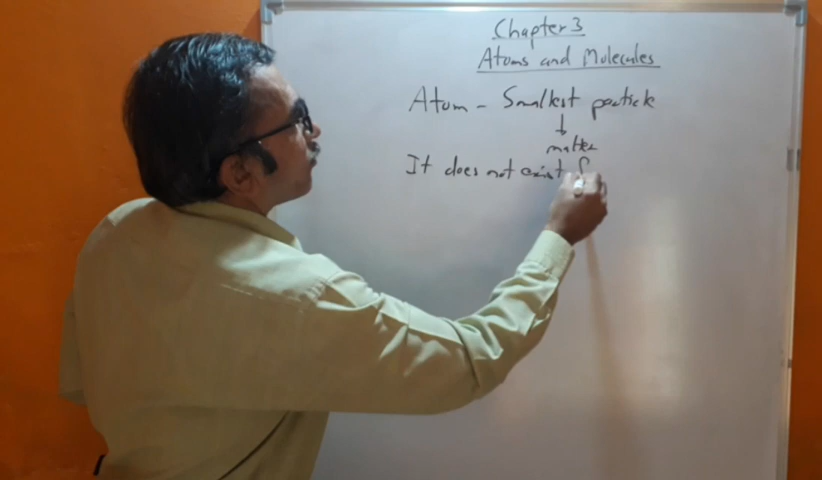 Chapter 3
Atoms and Molecules
Atom - Smallest particle
matter
It does not exist f